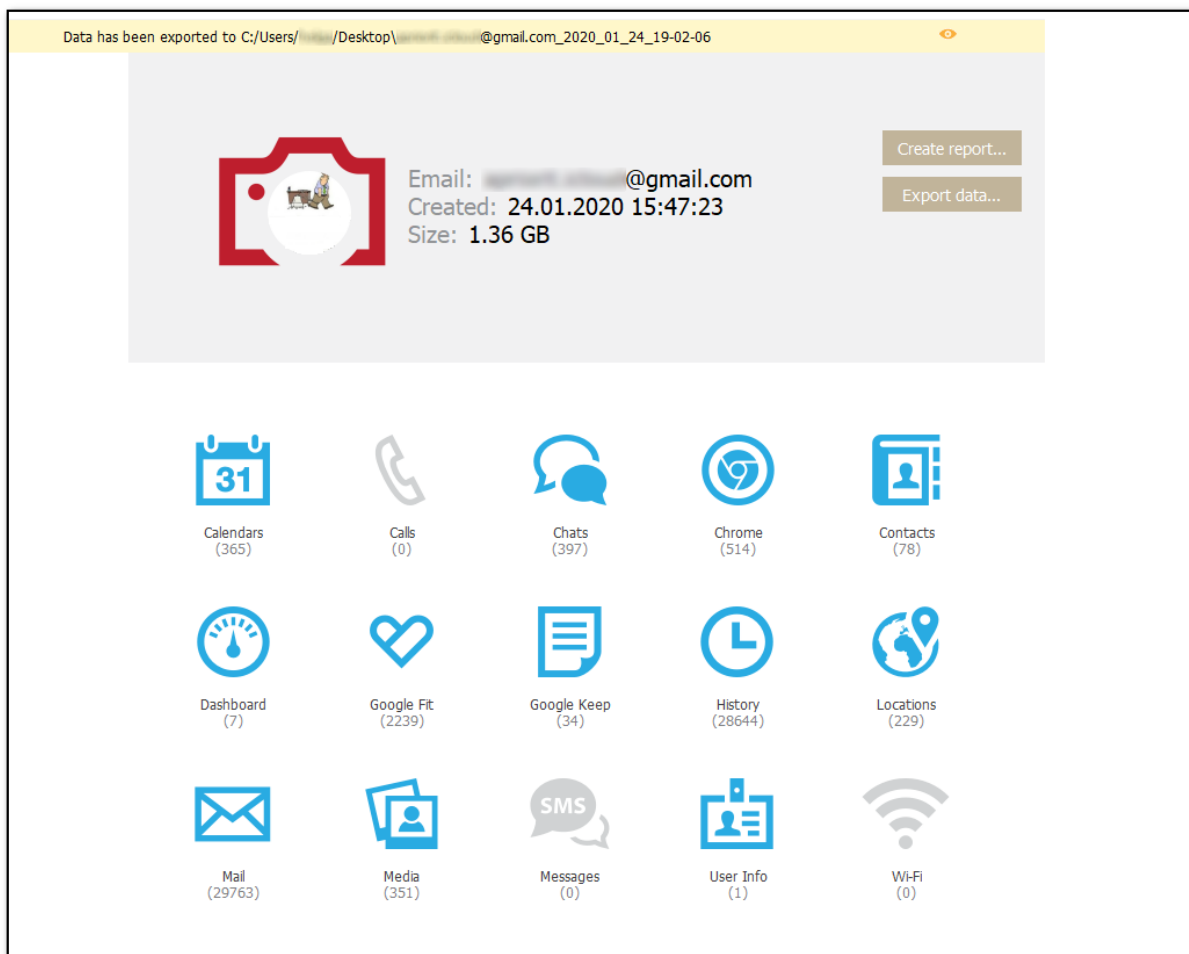 Data has been exported to C:/Users/ /Desktop\ @gmail.com_2020_01_24_19-02-06
Create report...
Email: @gmail.com
Export data...
Created: 24.01.2020 15:47:23
Size: 1.36 GB
31
Calendars
(365)
Calls
(0)
Chats
(397)
Chrome
(514)
Contacts
(78)
Dashboard
(7)
Google Fit
(2239)
Google Keep
(34)
History
(28644)
Locations
(229)
Mail
(29763)
Media
(351)
SMS
Messages
(0)
User Info
(1)
Wi-Fi
(0)